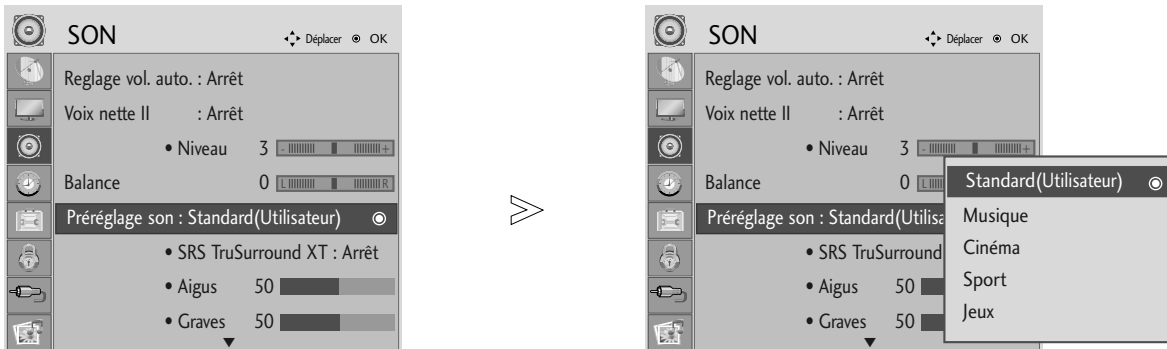 SON
Déplacer OK
Reglage vol. auto. : Arrêt
Voix nette II : Arrêt
• Niveau 3 - +
Balance 0 L R
Préréglage son : Standard(Utilisateur)
• SRS TruSurround XT : Arrêt
• Aigus 50
• Graves 50
SON
Déplacer OK
Reglage vol. auto. : Arrêt
Voix nette II : Arrêt
• Niveau 3 - +
Balance 0 L
Préréglage son : Standard(Utilisa
• SRS TruSurround
• Aigus 50
• Graves 50
Standard(Utilisateur)
Musique
Cinéma
Sport
Jeux